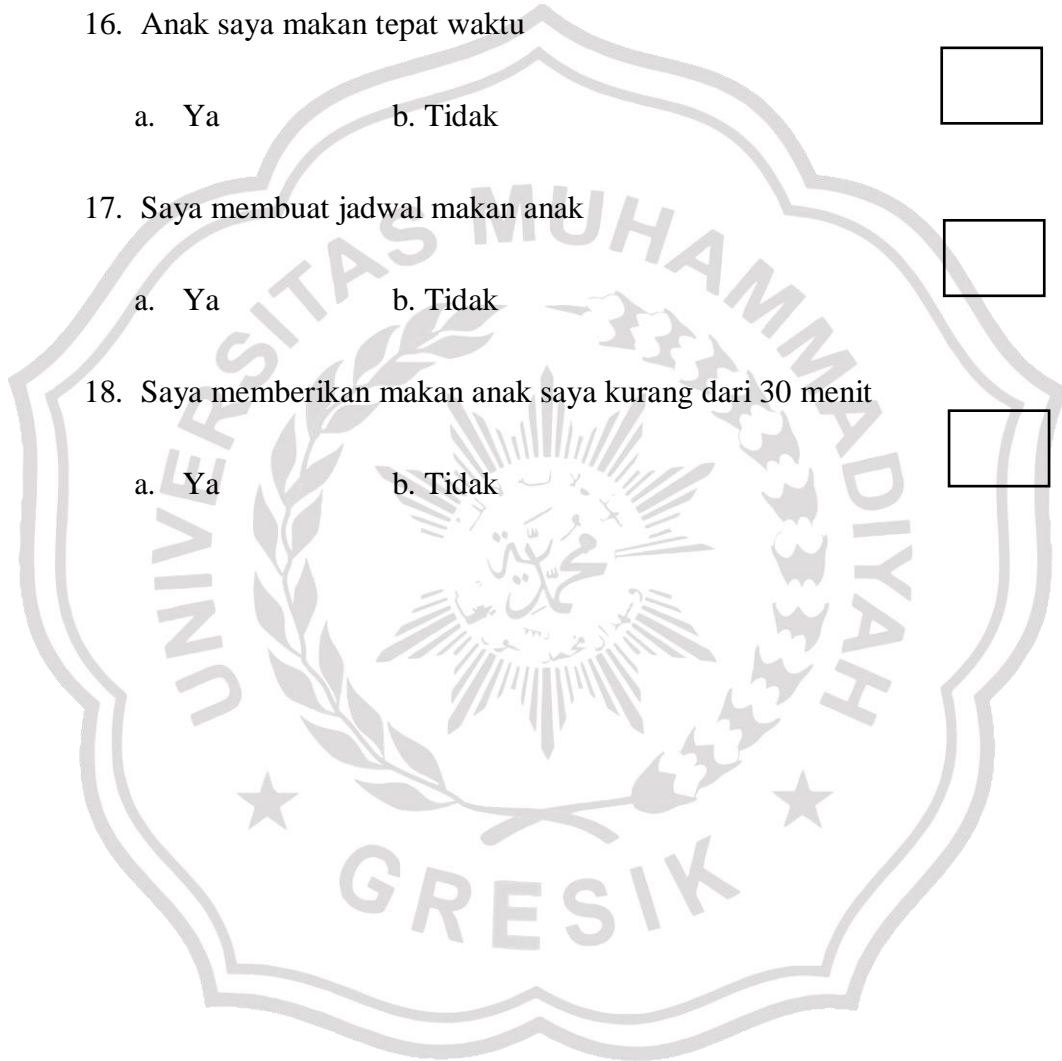 16. Anak saya makan tepat waktu
a. Ya b. Tidak
17. Saya membuat jadwal makan anak
a. Ya b. Tidak
18. Saya memberikan makan anak saya kurang dari 30 menit
a. Ya b. Tidak
UNIVERSITAS MUHAMMADIYAH
محمدية
GRESIK